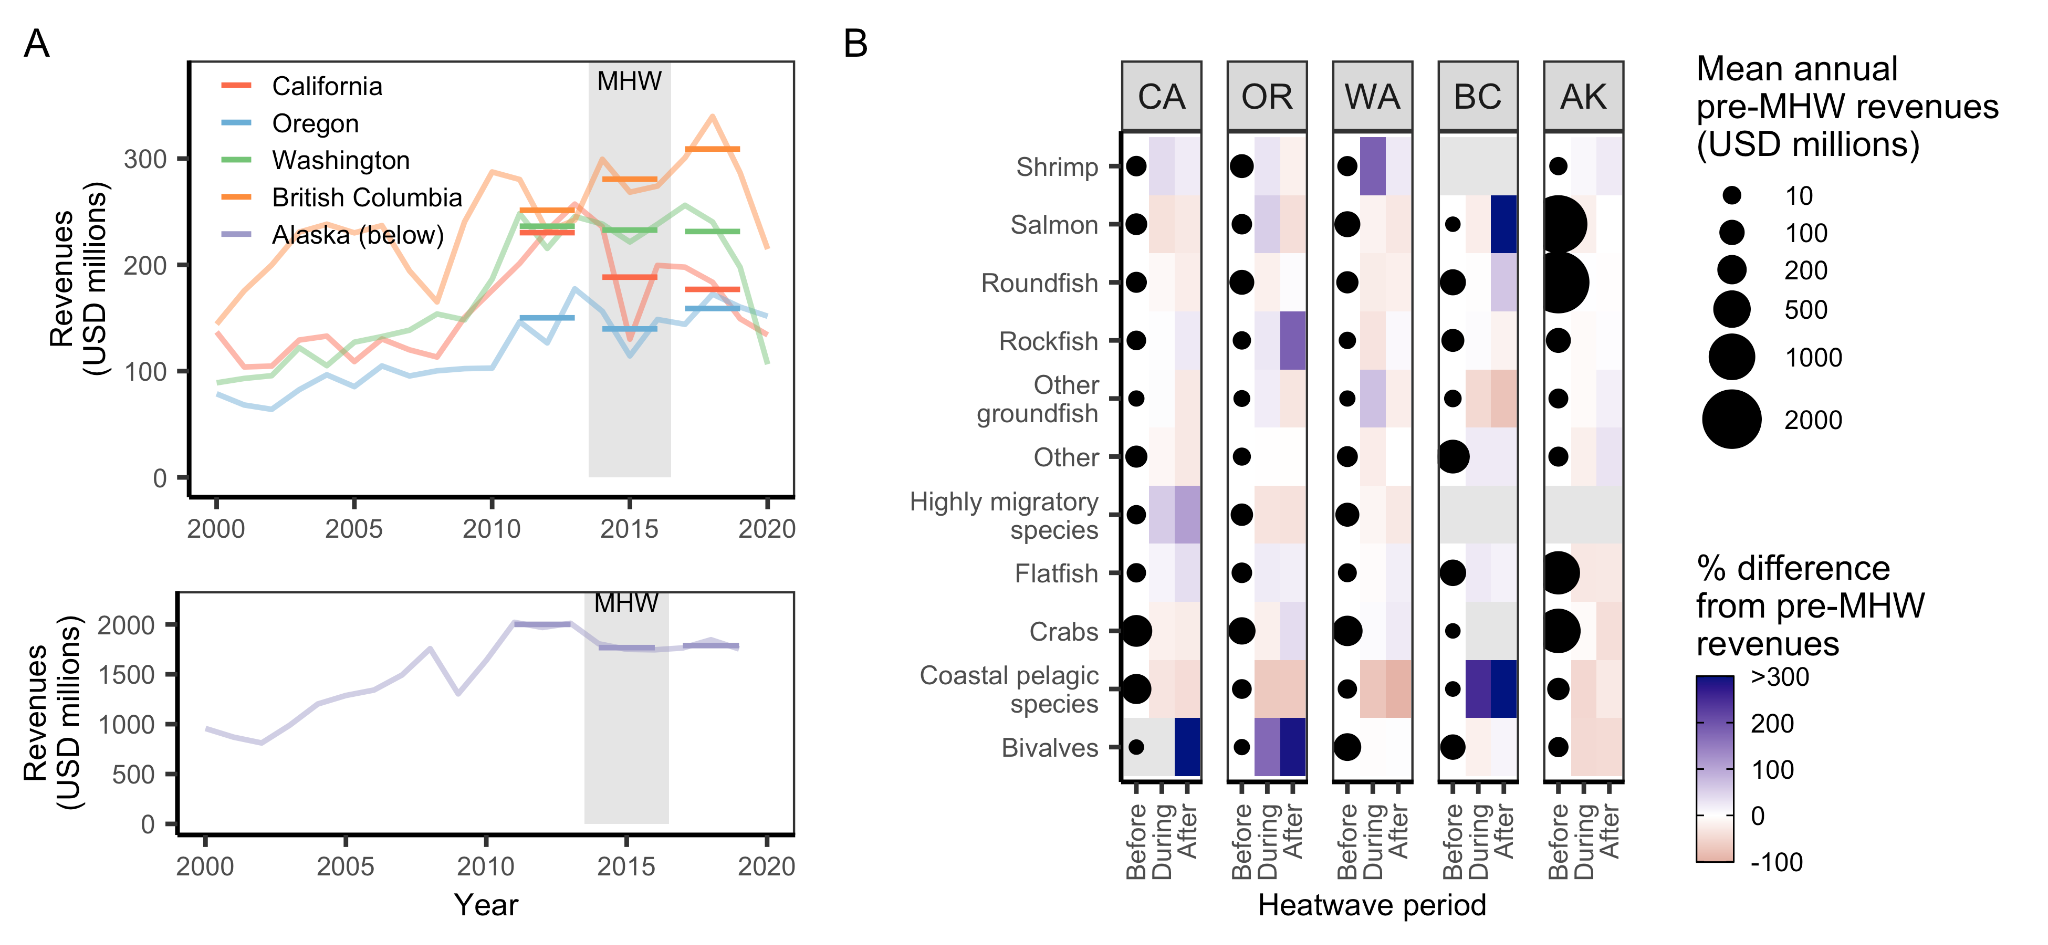 A
MHW
California
Oregon
Washington
British Columbia
Alaska (below)
Revenues
(USD millions)
300
200
100
0
2000
2005
2010
2015
2020
MHW
Revenues
(USD millions)
2000
1500
1000
500
0
2000
2005
2010
2015
2020
Year
B
CA
OR
WA
BC
AK
Shrimp
Salmon
Roundfish
Rockfish
Other
groundfish
Other
Highly migratory
species
Flatfish
Crabs
Coastal pelagic
species
Bivalves
Before
During
After
Before
During
After
Before
During
After
Before
During
After
Before
During
After
Heatwave period
Mean annual
pre-MHW revenues
(USD millions)
10
100
200
500
1000
2000
% difference
from pre-MHW
revenues
>300
200
100
0
-100